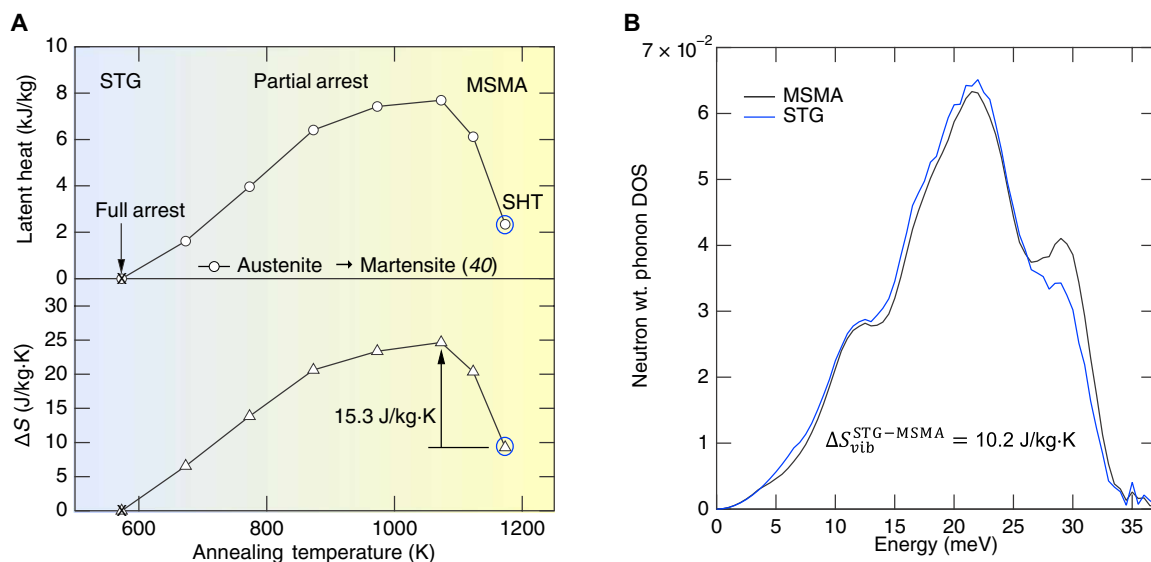 A
10
8
6
4
2
0
Latent heat (kJ/kg)
STG
Partial arrest
MSMA
SHT
Full arrest
Austenite → Martensite (40)
30
25
20
15
10
5
0
ΔS (J/kg·K)
15.3 J/kg·K
600 800 1000 1200
Annealing temperature (K)
B
7 × 10⁻²
6
5
4
3
2
1
0
Neutron wt. phonon DOS
MSMA
STG
ΔS_vib^STG−MSMA = 10.2 J/kg·K
0 5 10 15 20 25 30 35
Energy (meV)